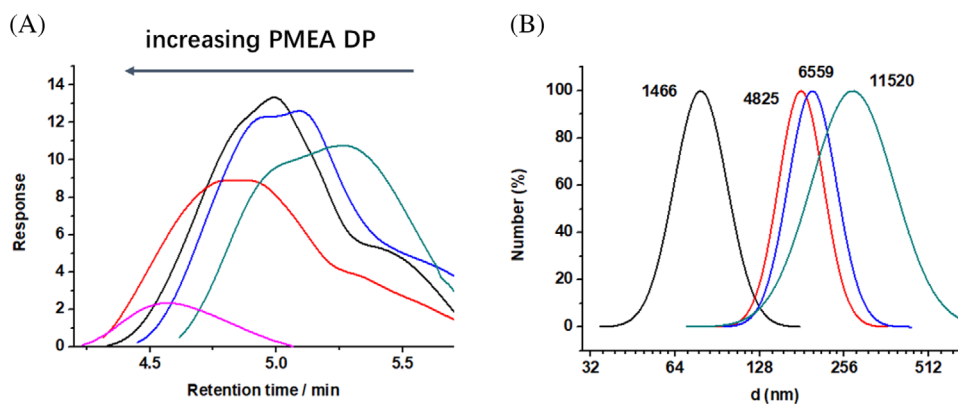 (A)
increasing PMEA DP
14
12
10
8
6
4
2
0
Response
4.5 5.0 5.5
Retention time / min
(B)
1466 4825 6559 11520
100
80
60
40
20
0
Number (%)
32 64 128 256 512
d (nm)